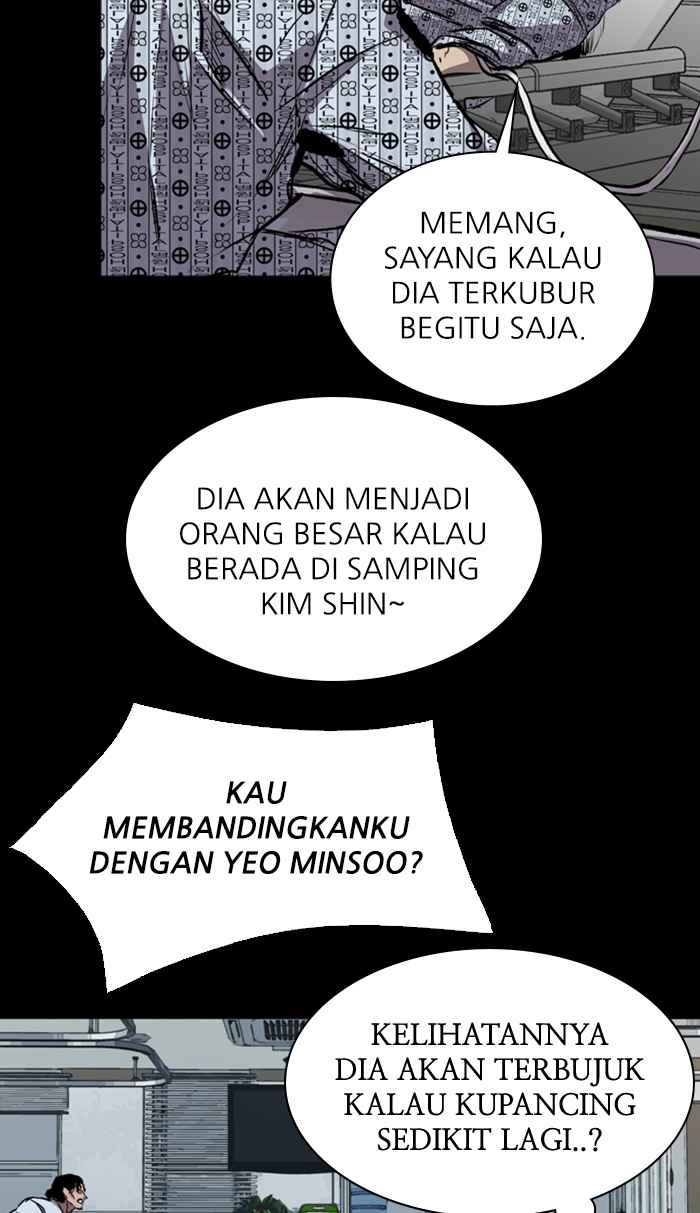 MEMANG,
SAYANG KALAU
DIA TERKUBUR
BEGITU SAJA.
DIA AKAN MENJADI
ORANG BESAR KALAU
BERADA DI SAMPING
KIM SHIN~
KAU
MEMBANDINGKANKU
DENGAN YEO MINSOO?
KELIHATANNYA
DIA AKAN TERBUJUK
KALAU KUPANCING
SEDIKIT LAGI..?